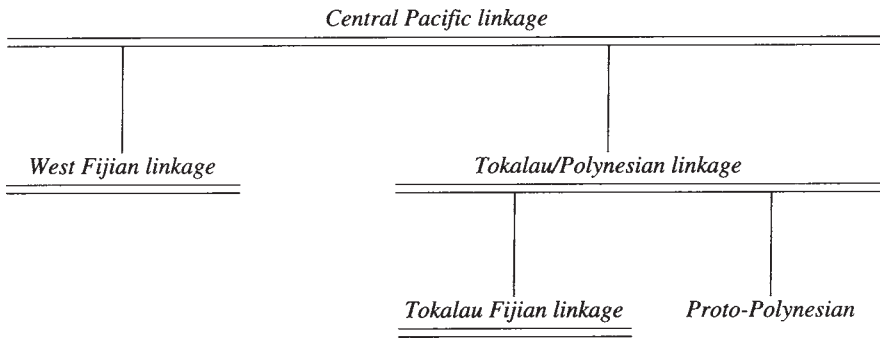 Central Pacific linkage
West Fijian linkage
Tokalau/Polynesian linkage
Tokalau Fijian linkage
Proto-Polynesian